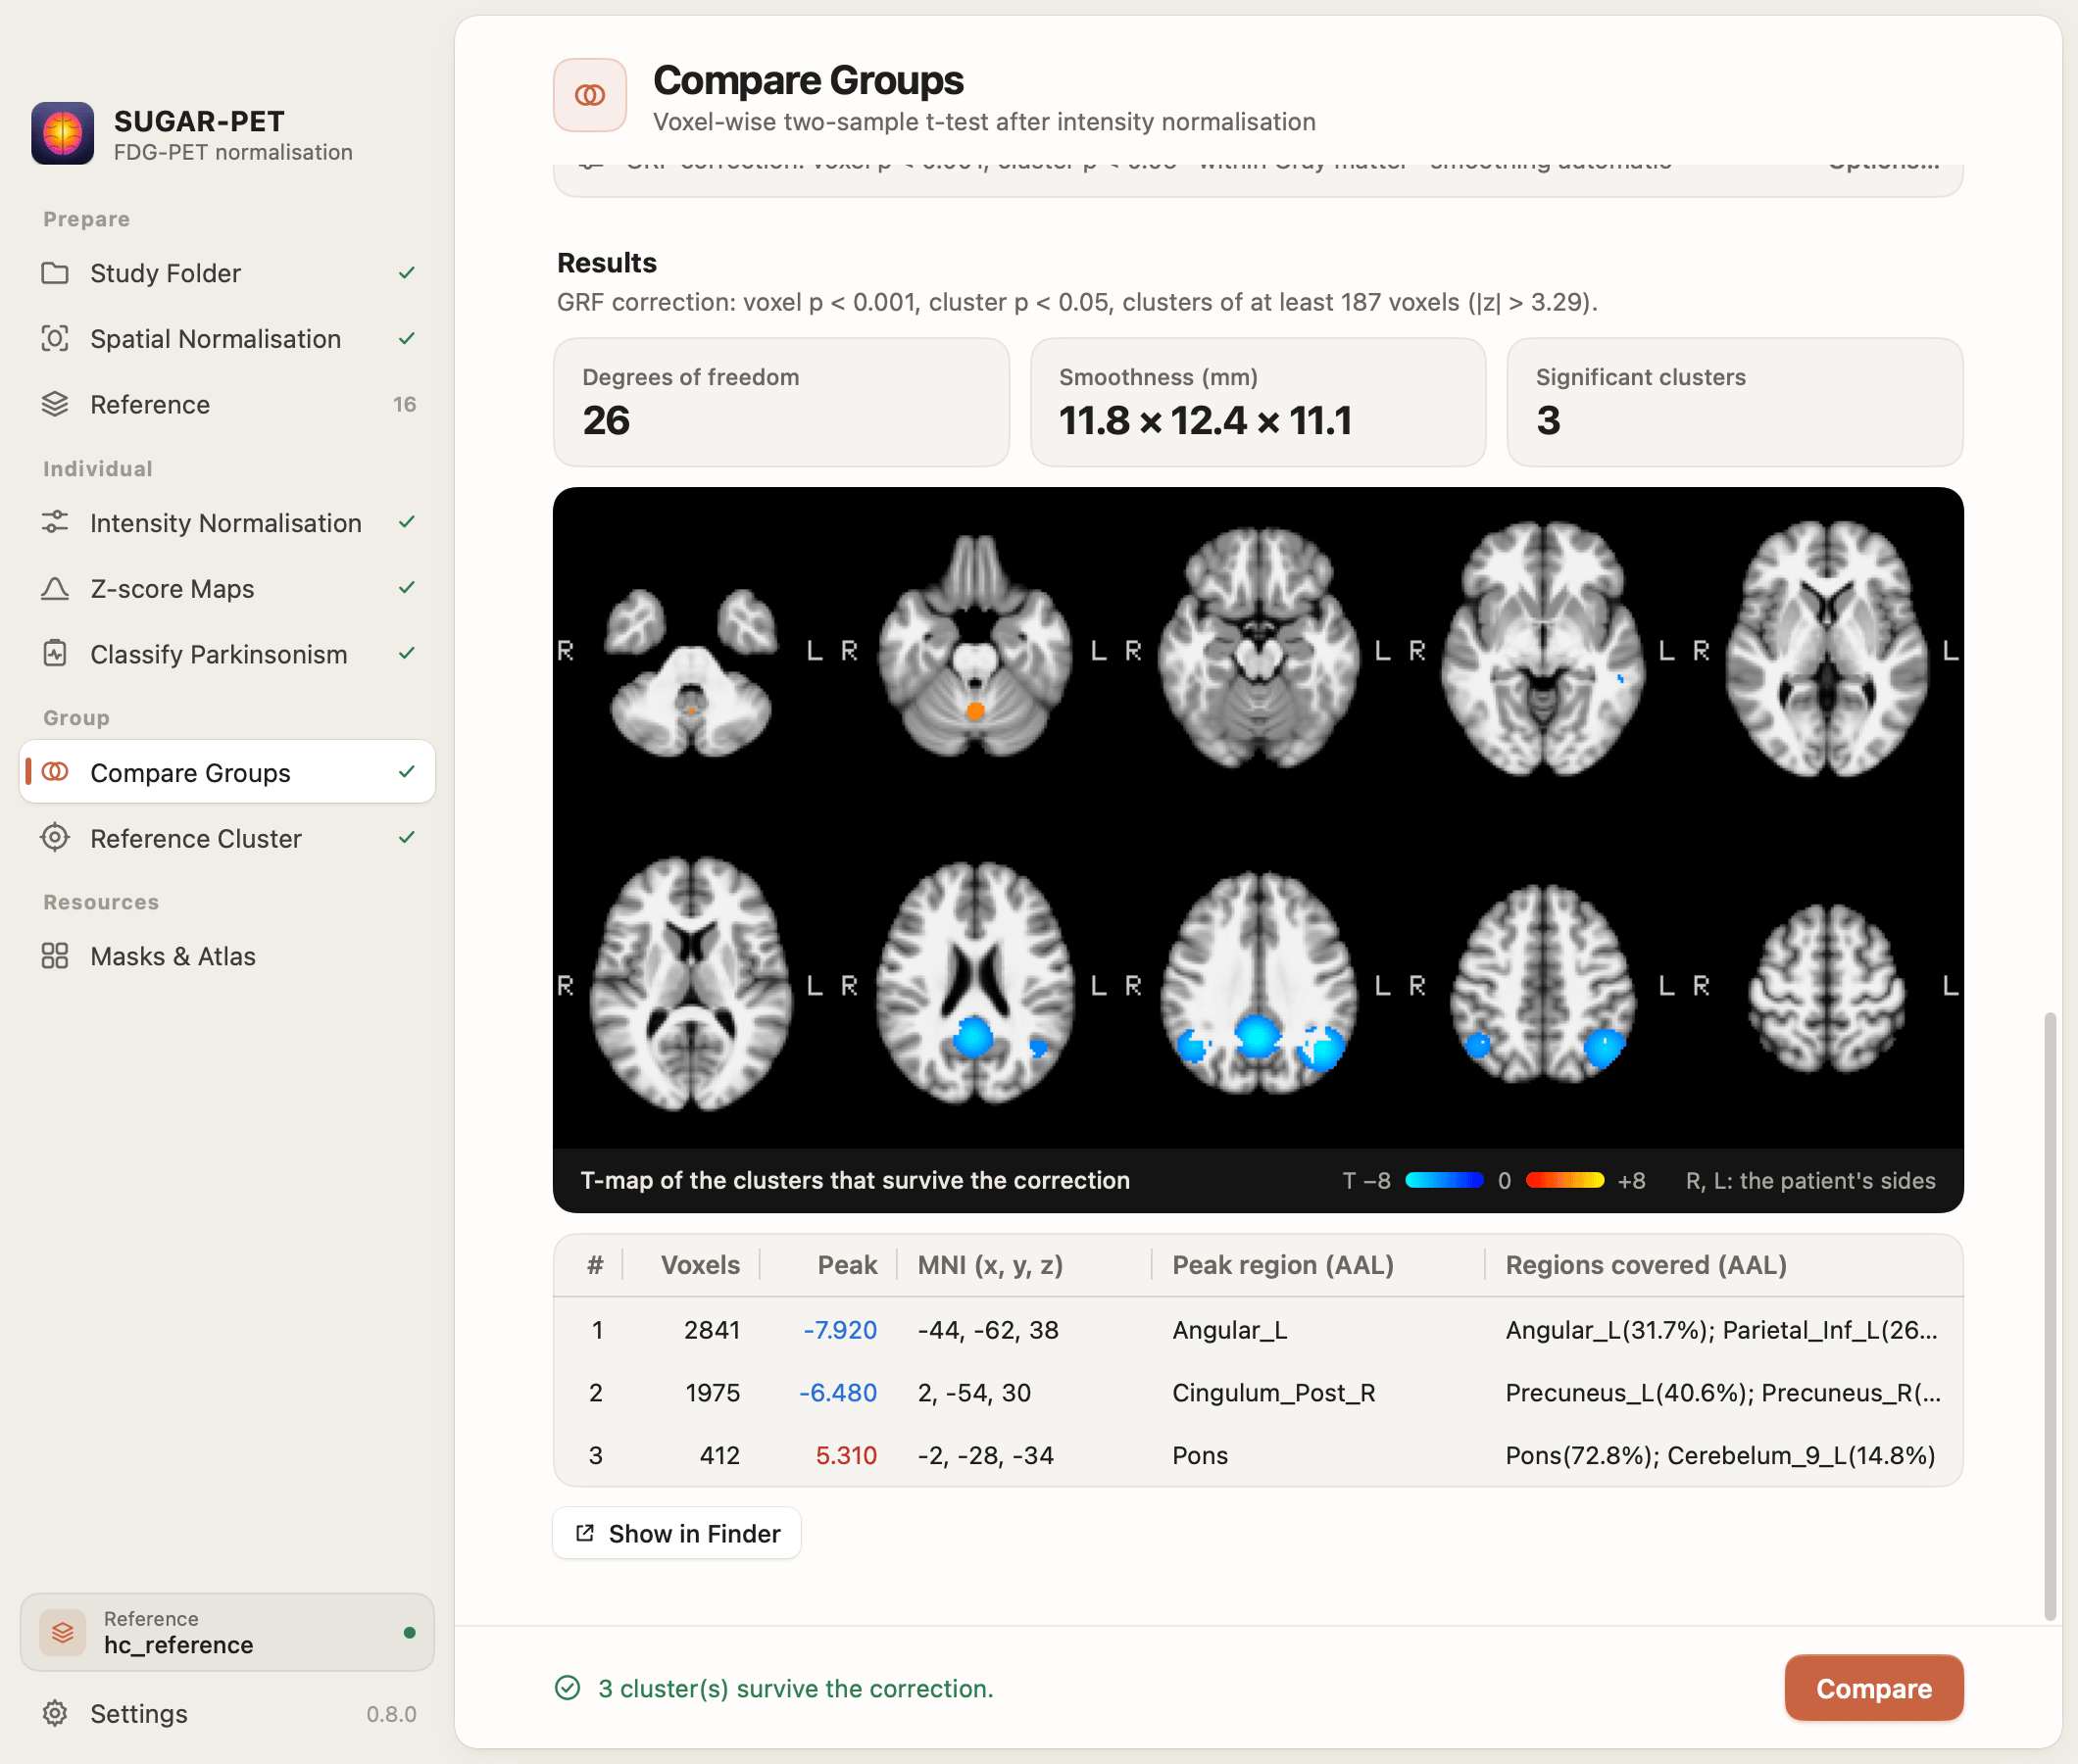 SUGAR-PET
FDG-PET normalisation
Prepare
Study Folder
Spatial Normalisation
Reference 16
Individual
Intensity Normalisation
Z-score Maps
Classify Parkinsonism
Group
Compare Groups
Reference Cluster
Resources
Masks & Atlas
Reference
hc_reference
Settings 0.8.0
Compare Groups
Voxel-wise two-sample t-test after intensity normalisation
Results
GRF correction: voxel p < 0.001, cluster p < 0.05, clusters of at least 187 voxels (|z| > 3.29).
Degrees of freedom
26
Smoothness (mm)
11.8 × 12.4 × 11.1
Significant clusters
3
R L R L R L R L R L
R L R L R L R L R L
T-map of the clusters that survive the correction T −8 0 +8 R, L: the patient's sides
# Voxels Peak MNI (x, y, z) Peak region (AAL) Regions covered (AAL)
1 2841 -7.920 -44, -62, 38 Angular_L Angular_L(31.7%); Parietal_Inf_L(26...
2 1975 -6.480 2, -54, 30 Cingulum_Post_R Precuneus_L(40.6%); Precuneus_R(...
3 412 5.310 -2, -28, -34 Pons Pons(72.8%); Cerebelum_9_L(14.8%)
Show in Finder
3 cluster(s) survive the correction.
Compare